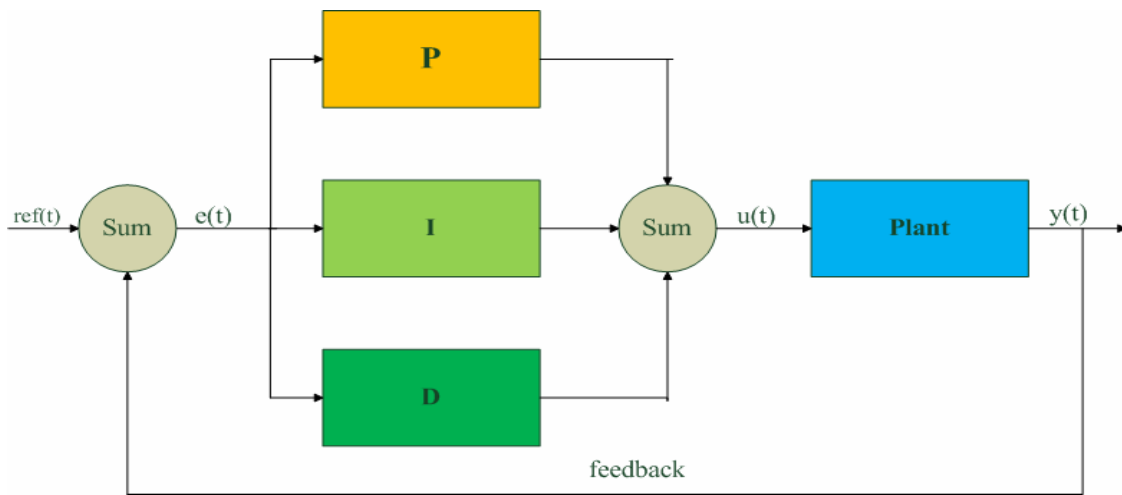 P
ref(t)
Sum
e(t)
I
Sum
u(t)
Plant
y(t)
D
feedback